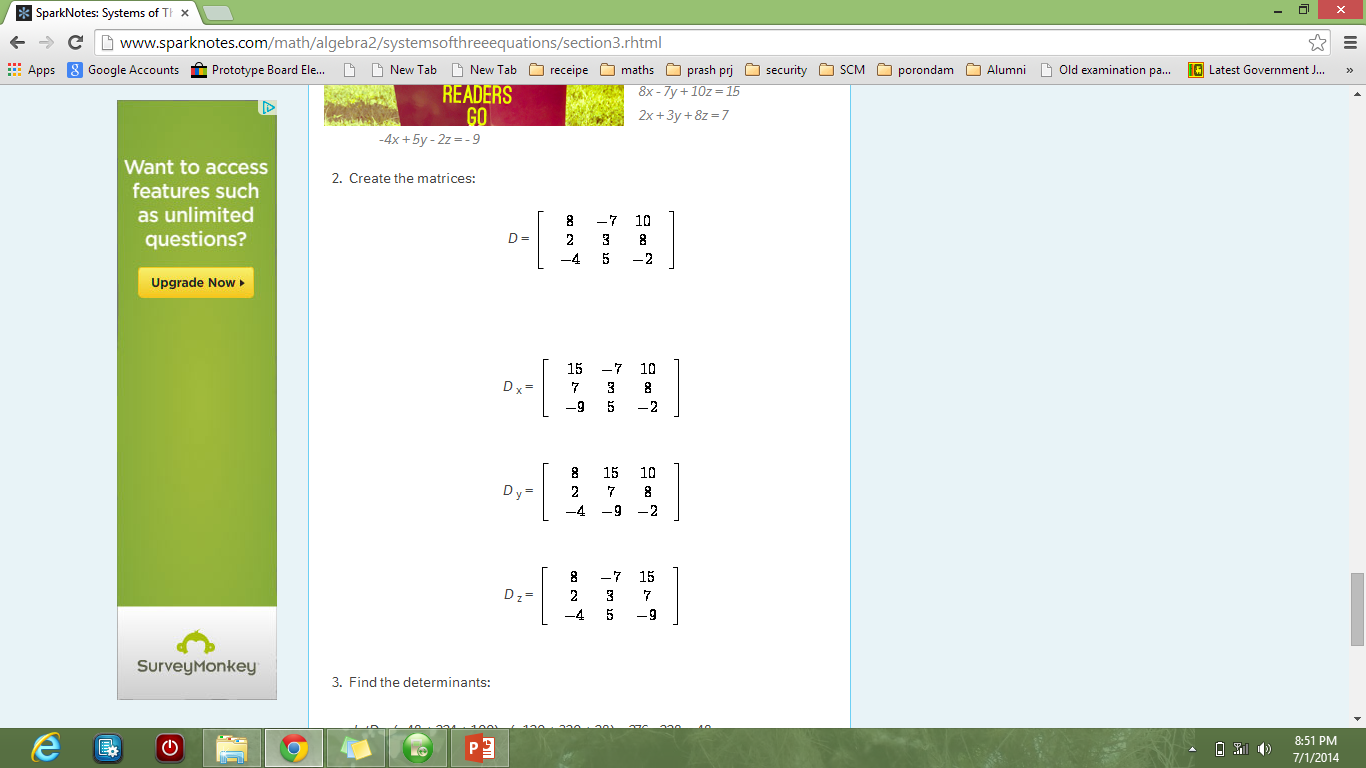 SparkNotes: Systems of Th
www.sparknotes.com/math/algebra2/systemsofthreeequations/section3.rhtml
Apps Google Accounts Prototype Board Ele... New Tab New Tab receipe maths prash prj security SCM porondam Alumni Old examination pa... Latest Government J... »
READERS
GO
8x - 7y + 10z = 15
2x + 3y + 8z = 7
-4x + 5y - 2z = - 9
Want to access
features such
as unlimited
questions?
Upgrade Now
SurveyMonkey
2. Create the matrices:
8 −7 10
D = 2 3 8
−4 5 −2
15 −7 10
D x = 7 3 8
−9 5 −2
8 15 10
D y = 2 7 8
−4 −9 −2
8 −7 15
D z = 2 3 7
−4 5 −9
3. Find the determinants:
8:51 PM
7/1/2014